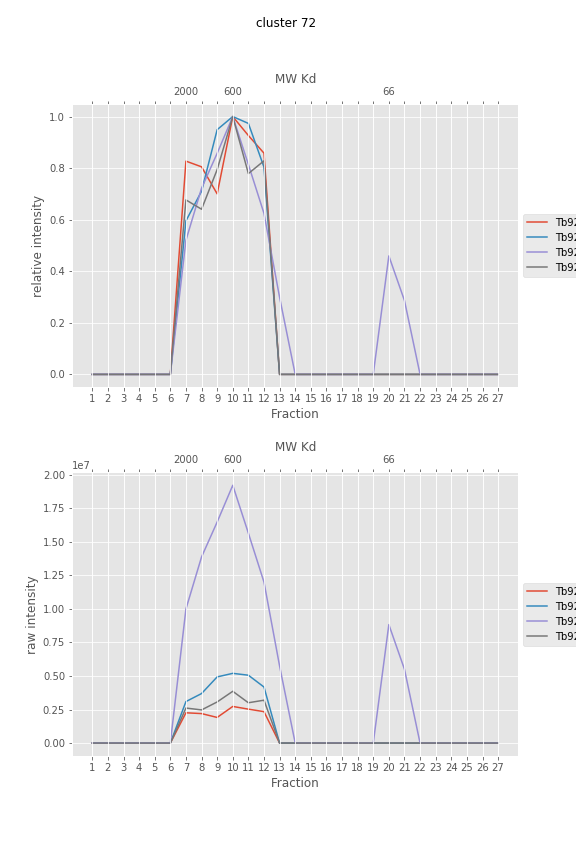 cluster 72
MW Kd
2000 600 66
1.0
0.8
0.6
0.4
0.2
0.0
relative intensity
1 2 3 4 5 6 7 8 9 10 11 12 13 14 15 16 17 18 19 20 21 22 23 24 25 26 27
Fraction
Tb92
Tb92
Tb92
Tb92
MW Kd
2000 600 66
1e7
2.00
1.75
1.50
1.25
1.00
0.75
0.50
0.25
0.00
raw intensity
1 2 3 4 5 6 7 8 9 10 11 12 13 14 15 16 17 18 19 20 21 22 23 24 25 26 27
Fraction
Tb92
Tb92
Tb92
Tb92